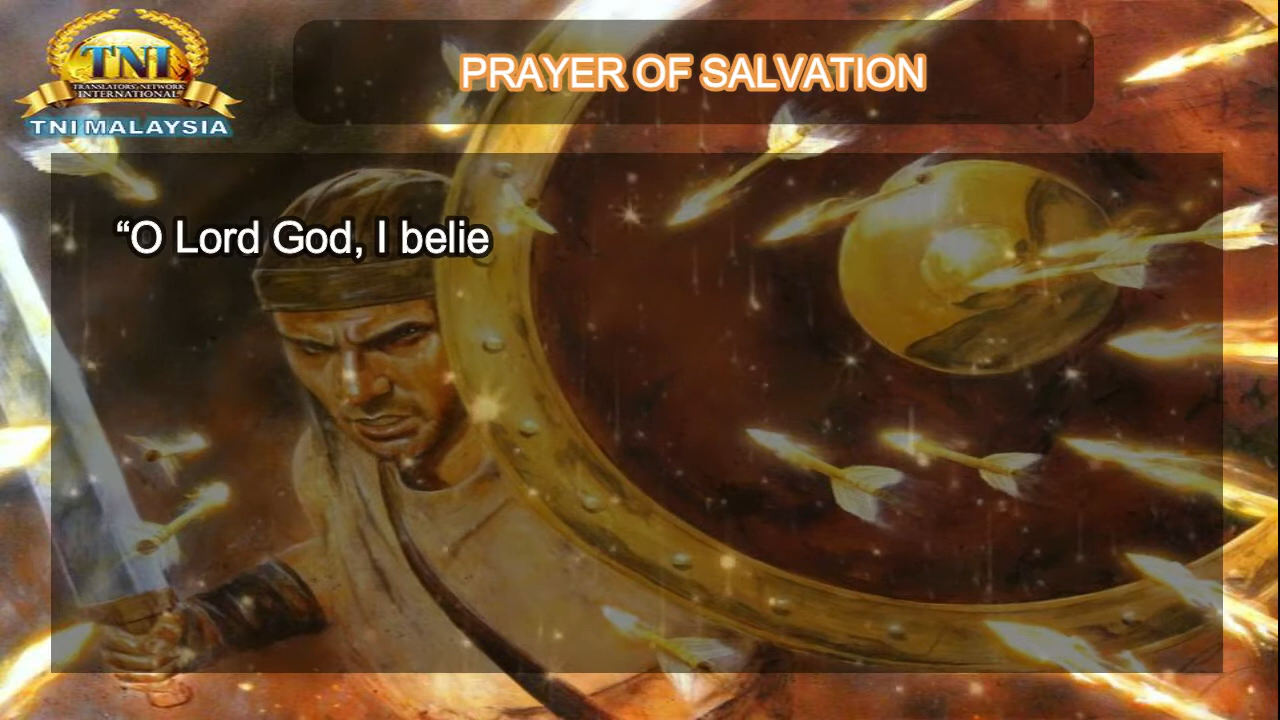 TNI
TRANSLATORS NETWORK
INTERNATIONAL
TNI MALAYSIA
PRAYER OF SALVATION
“O Lord God, I belie